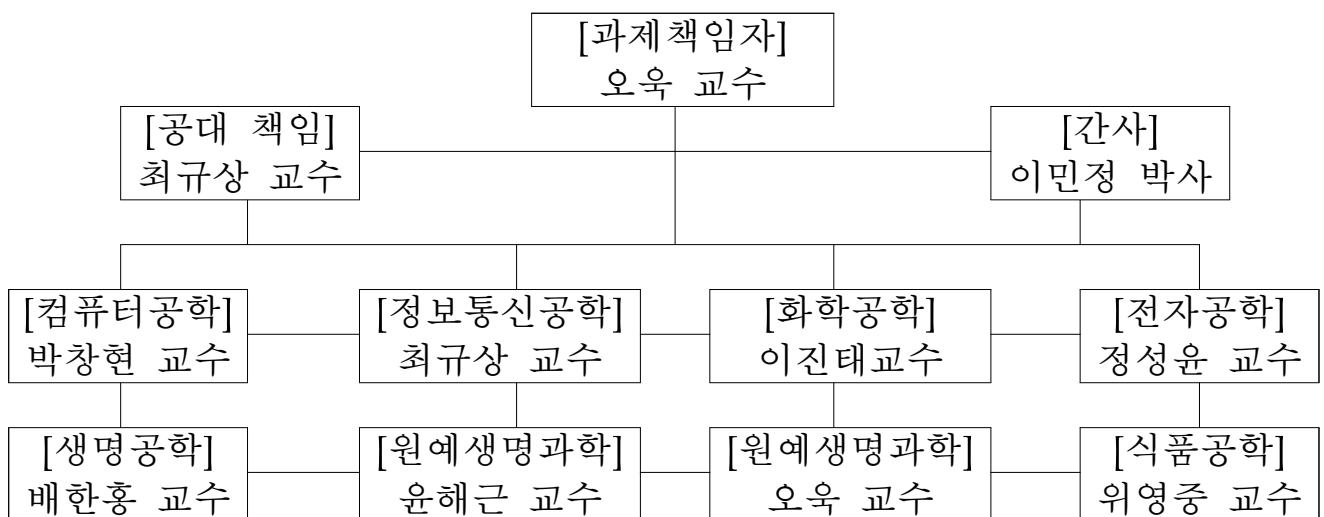 [과제책임자]
오욱 교수
[공대 책임]
최규상 교수
[간사]
이민정 박사
[컴퓨터공학]
박창현 교수
[정보통신공학]
최규상 교수
[화학공학]
이진태교수
[전자공학]
정성윤 교수
[생명공학]
배한홍 교수
[원예생명과학]
윤해근 교수
[원예생명과학]
오욱 교수
[식품공학]
위영중 교수